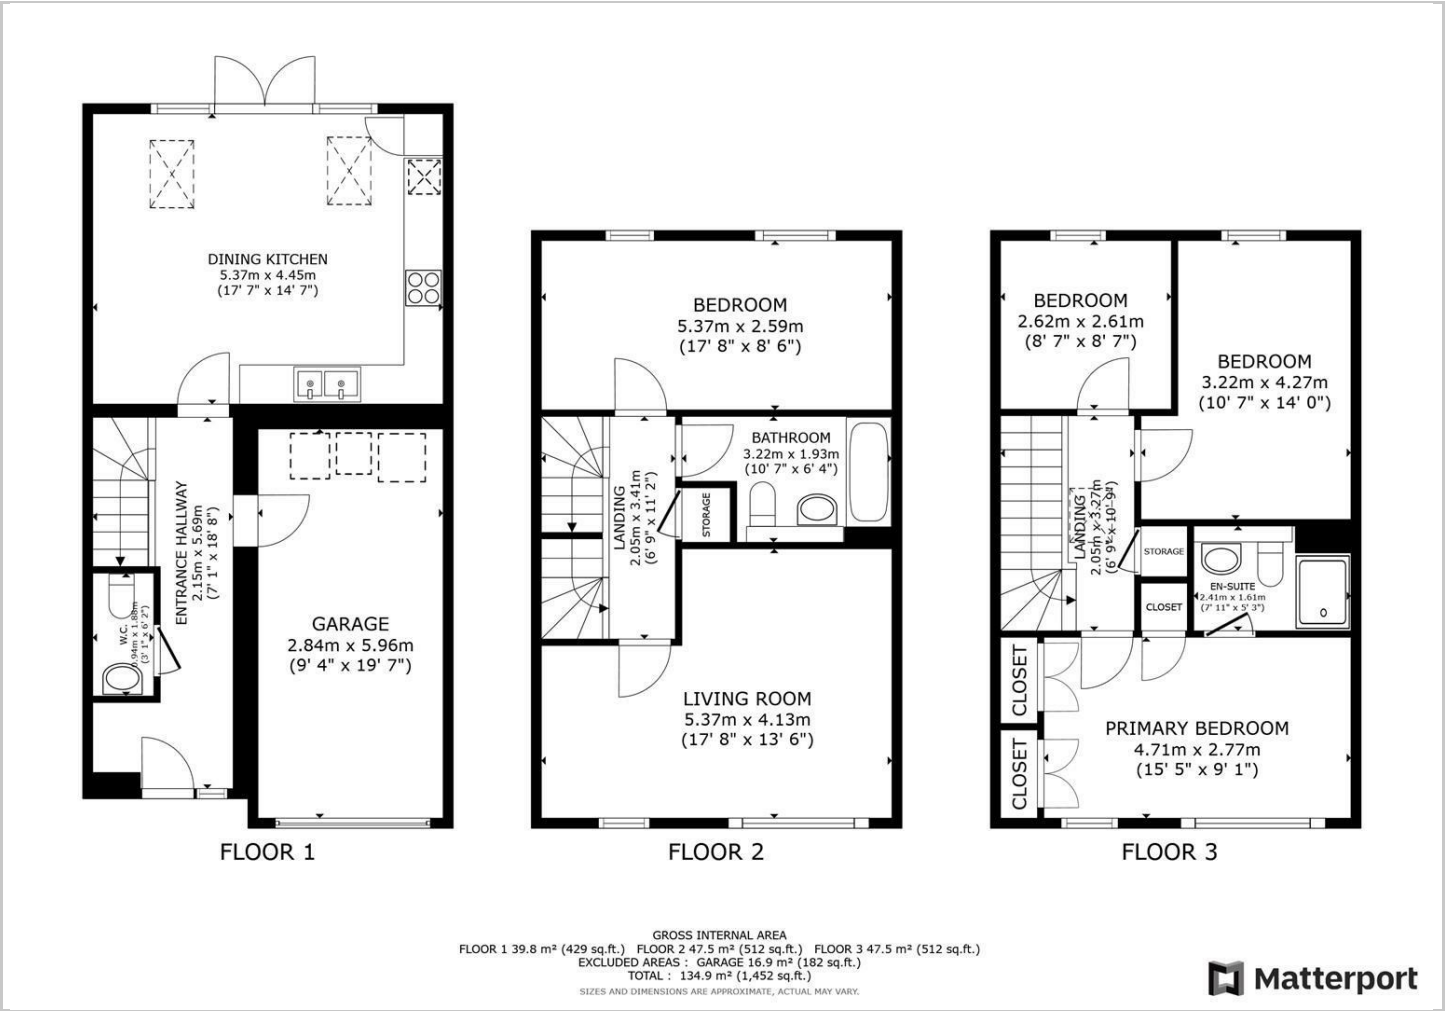 DINING KITCHEN
5.37m x 4.45m
(17' 7" x 14' 7")
ENTRANCE HALLWAY
2.15m x 5.69m
(7' 1" x 18' 8")
W.C.
0.94m x 1.88m
(3' 1" x 6' 2")
GARAGE
2.84m x 5.96m
(9' 4" x 19' 7")
FLOOR 1
BEDROOM
5.37m x 2.59m
(17' 8" x 8' 6")
BATHROOM
3.22m x 1.93m
(10' 7" x 6' 4")
LANDING
2.05m x 3.41m
(6' 9" x 11' 2")
STORAGE
LIVING ROOM
5.37m x 4.13m
(17' 8" x 13' 6")
FLOOR 2
BEDROOM
2.62m x 2.61m
(8' 7" x 8' 7")
BEDROOM
3.22m x 4.27m
(10' 7" x 14' 0")
LANDING
2.05m x 3.27m
(6' 9" x 10' 9")
STORAGE
CLOSET
EN-SUITE
2.41m x 1.61m
(7' 11" x 5' 3")
CLOSET
CLOSET
PRIMARY BEDROOM
4.71m x 2.77m
(15' 5" x 9' 1")
FLOOR 3
GROSS INTERNAL AREA
FLOOR 1 39.8 m² (429 sq.ft.) FLOOR 2 47.5 m² (512 sq.ft.) FLOOR 3 47.5 m² (512 sq.ft.)
EXCLUDED AREAS : GARAGE 16.9 m² (182 sq.ft.)
TOTAL : 134.9 m² (1,452 sq.ft.)
SIZES AND DIMENSIONS ARE APPROXIMATE, ACTUAL MAY VARY.
Matterport